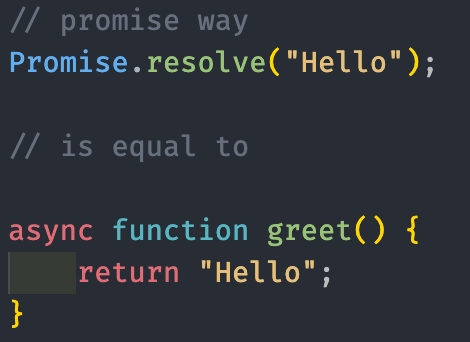 // promise way
Promise.resolve("Hello");
// is equal to
async function greet() {
    return "Hello";
}